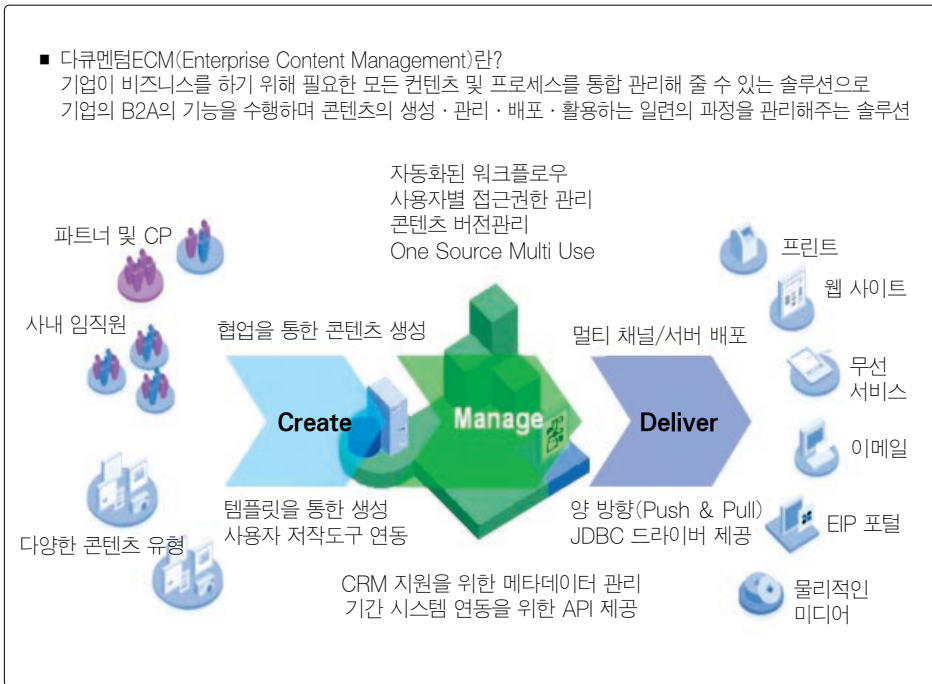 ■ 다큐멘텀ECM(Enterprise Content Management)란?
기업이 비즈니스를 하기 위해 필요한 모든 컨텐츠 및 프로세스를 통합 관리해 줄 수 있는 솔루션으로
기업의 B2A의 기능을 수행하며 콘텐츠의 생성 · 관리 · 배포 · 활용하는 일련의 과정을 관리해주는 솔루션
자동화된 워크플로우
사용자별 접근권한 관리
콘텐츠 버전관리
One Source Multi Use
파트너 및 CP
사내 임직원
다양한 콘텐츠 유형
협업을 통한 콘텐츠 생성
Create
템플릿을 통한 생성
사용자 저작도구 연동
Manage
CRM 지원을 위한 메타데이터 관리
기간 시스템 연동을 위한 API 제공
멀티 채널/서버 배포
Deliver
양 방향(Push & Pull)
JDBC 드라이버 제공
프린트
웹 사이트
무선
서비스
이메일
EIP 포털
물리적인
미디어